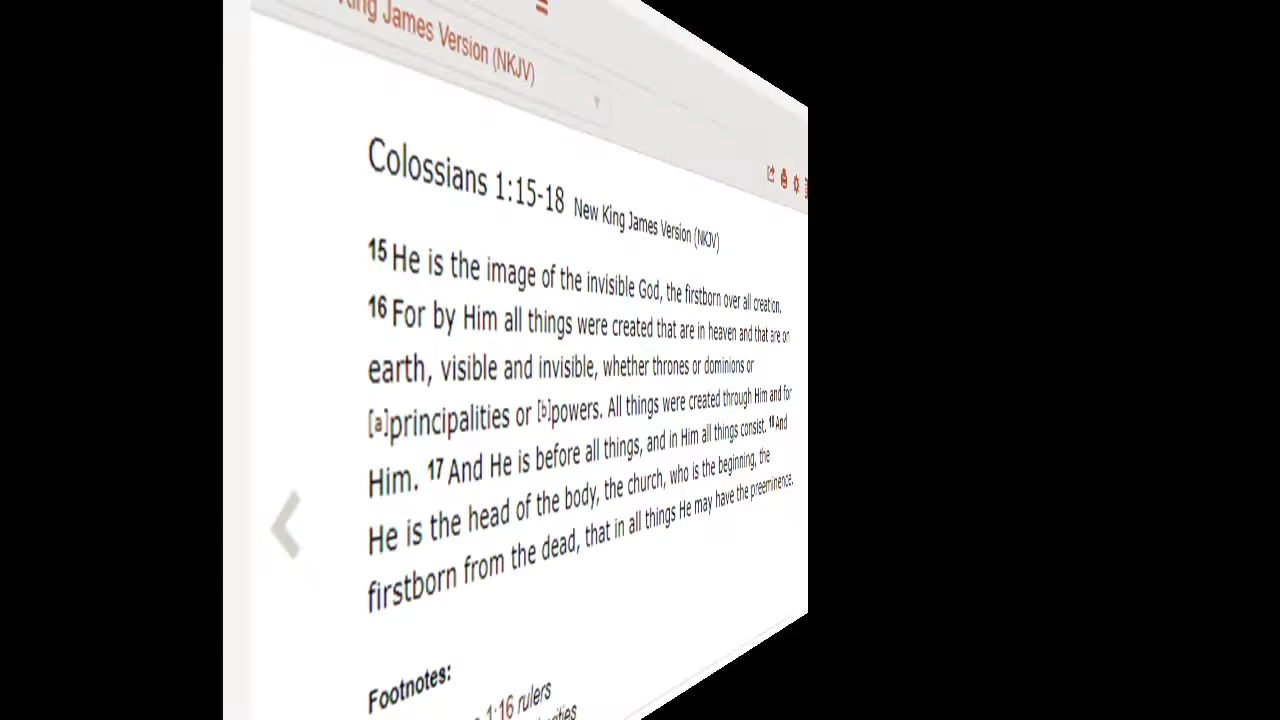 King James Version (NKJV)
Colossians 1:15-18 New King James Version (NKJV)
15 He is the image of the invisible God, the firstborn over all creation.
16 For by Him all things were created that are in heaven and that are on
earth, visible and invisible, whether thrones or dominions or
[a]principalities or [b]powers. All things were created through Him and for
Him. 17 And He is before all things, and in Him all things consist. 18 And
He is the head of the body, the church, who is the beginning, the
firstborn from the dead, that in all things He may have the preeminence.
Footnotes:
1:16 rulers